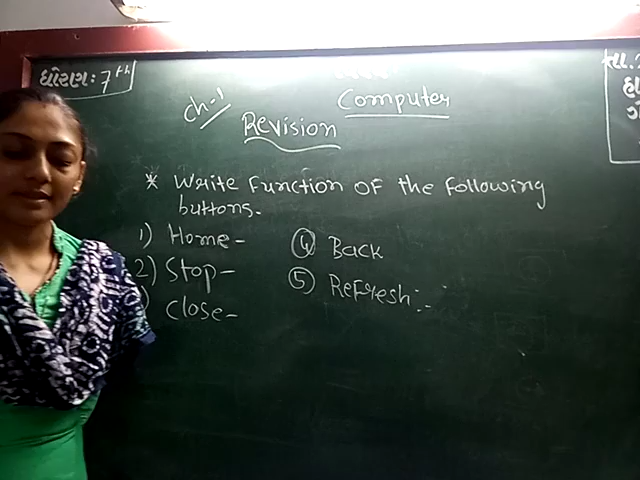 ધોરણ: 7th
તા.
હા
ch-1
Computer
Revision
* Write Function OF the Following
buttons.
1) Home -
2) Stop -
) Close -
④ Back
⑤ ReFresh :-